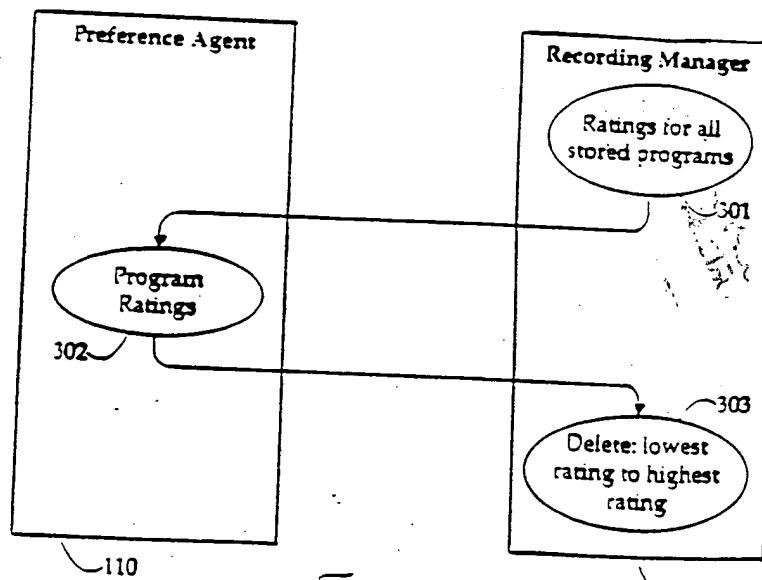 Preference Agent
Recording Manager
Ratings for all
stored programs
301
Program
Ratings
302
303
Delete: lowest
rating to highest
rating
110